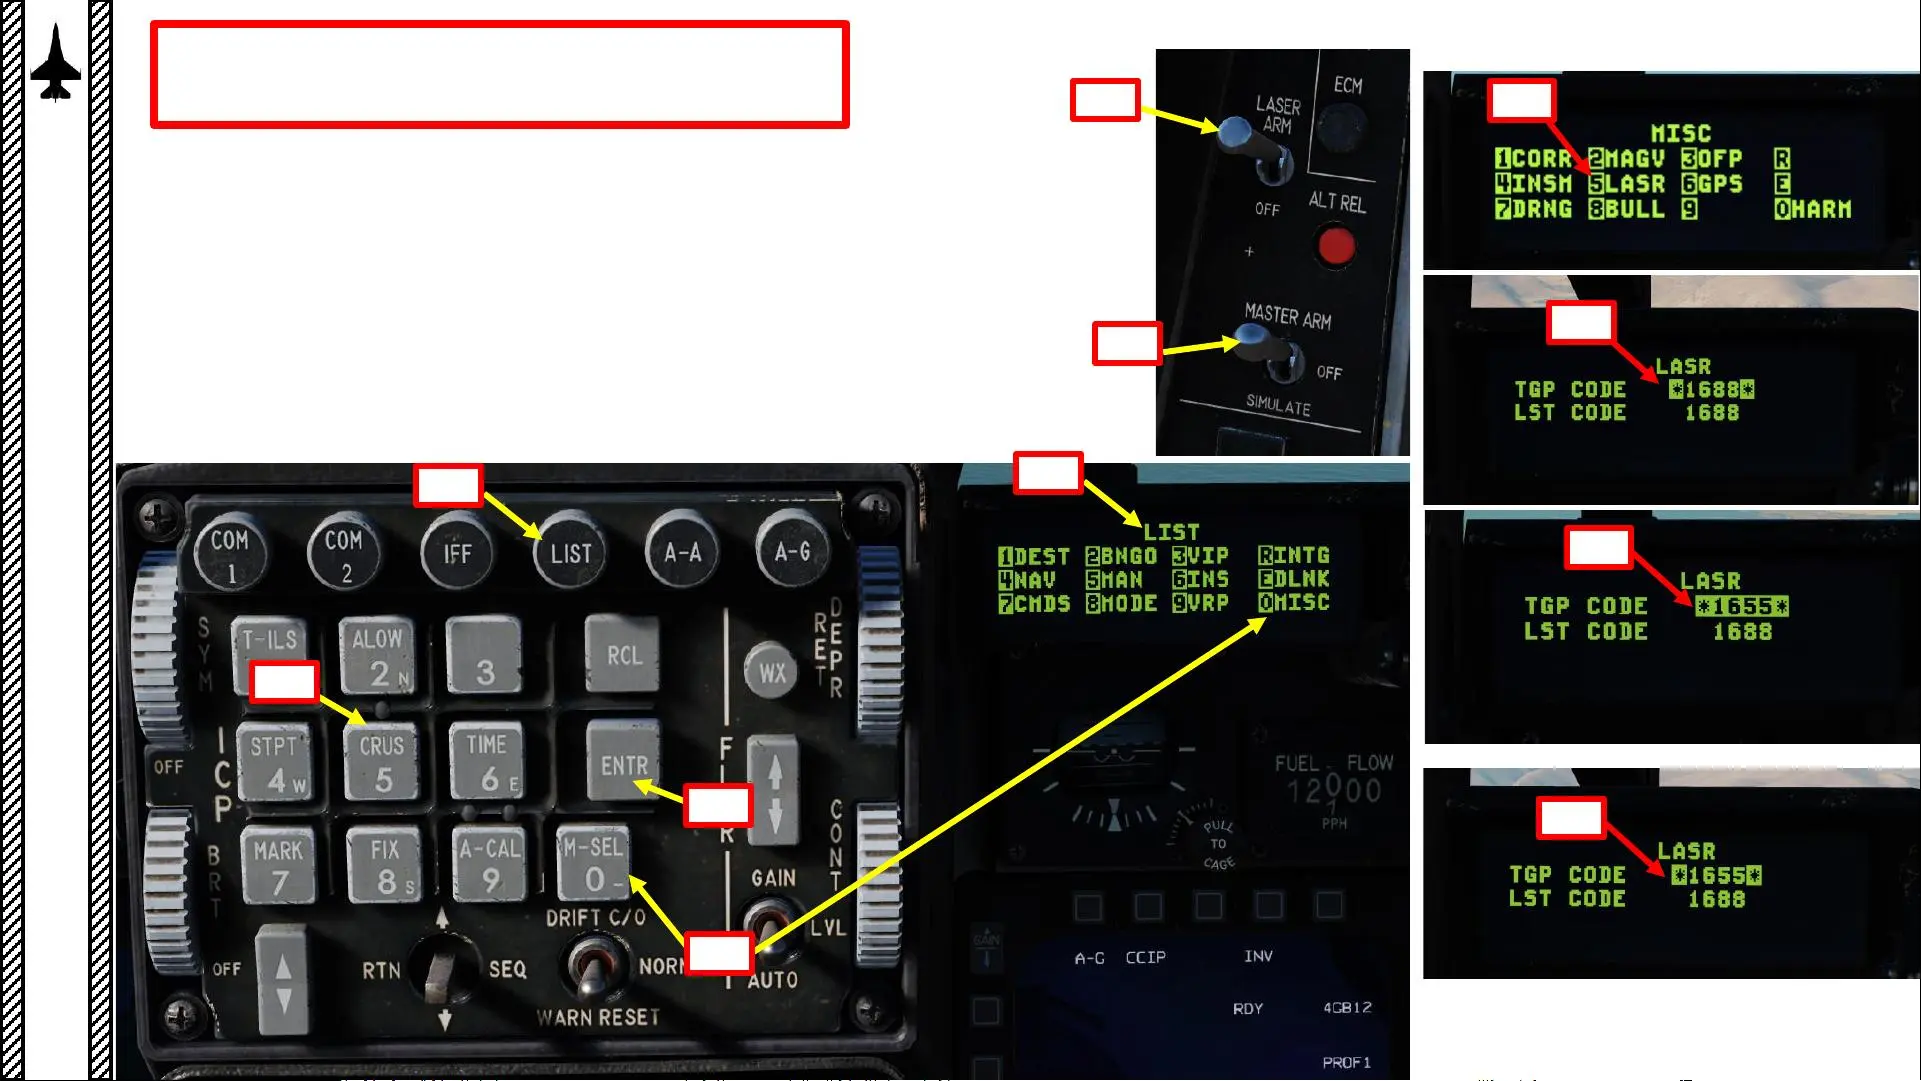 ECM
LASER
ARM
OFF
ALT REL
+
MASTER ARM
OFF
SIMULATE
MISC
1CORR 2MAGV 3OFP R
4INSM 5LASR 6GPS E
7DRNG 8BULL 9 0HARM
LASR
TGP CODE *1688*
LST CODE 1688
LASR
TGP CODE *1655*
LST CODE 1688
LASR
TGP CODE *1655*
LST CODE 1688
COM
1
COM
2
IFF
LIST
A-A
A-G
SYM
T-ILS
ALOW
2 N
3
RCL
WX
RET
DEPR
OFF
ICP
STPT
4 W
CRUS
5
TIME
6 E
ENTR
F
R
BRT
MARK
7
FIX
8 S
A-CAL
9
M-SEL
0 -
CONT
GAIN
LVL
AUTO
DRIFT C/O
NORM
WARN RESET
OFF
RTN
SEQ
LIST
1DEST 2BNGO 3VIP RINTG
4NAV 5MAN 6INS EDLNK
7CMDS 8MODE 9VRP 0MISC
FUEL FLOW
PPH
PULL
TO
CAGE
GAIN
A-G CCIP INV
RDY 4GB12
PROF1